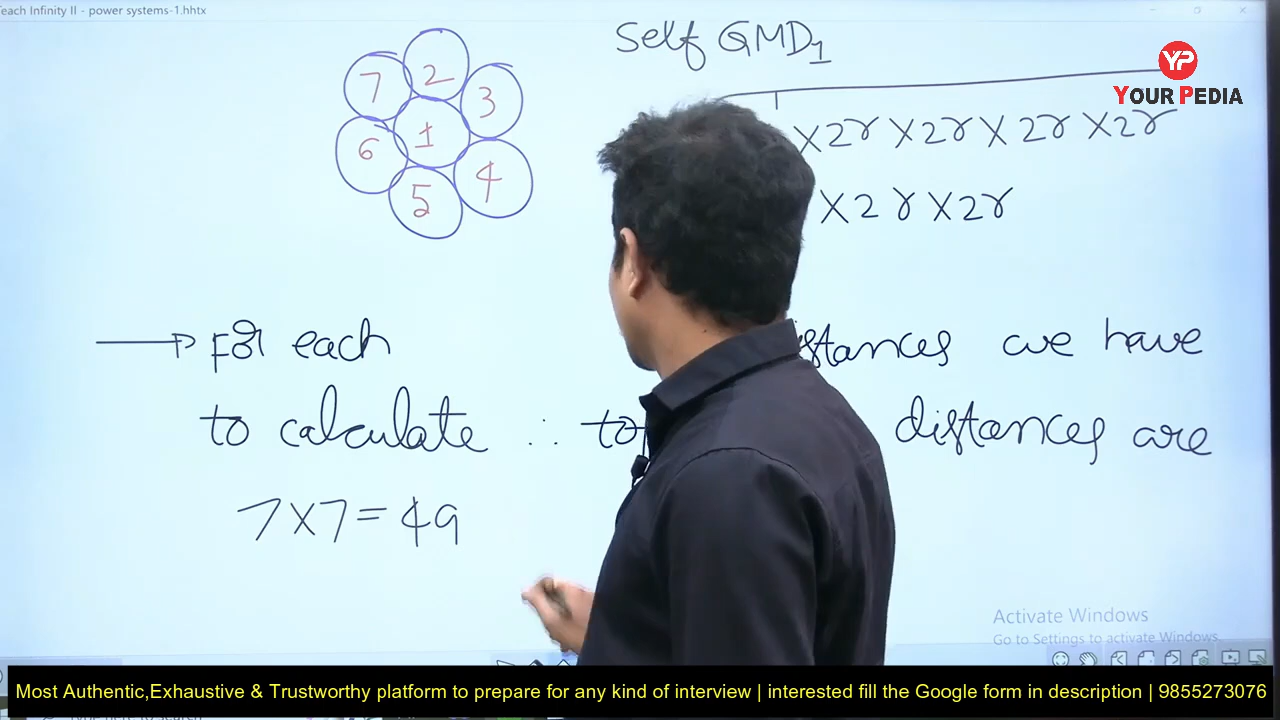 each Infinity II - power systems-1.hhtx
Self GMD1
7 2 3
6 1 4
5
x2r x2r x 2r x2r
x2r x2r
YP
YOUR PEDIA
For each stances we have
to calculate ∴ to distances are
7x7=49
Activate Windows
Go to Settings to activate Windows.
Most Authentic,Exhaustive & Trustworthy platform to prepare for any kind of interview | interested fill the Google form in description | 9855273076